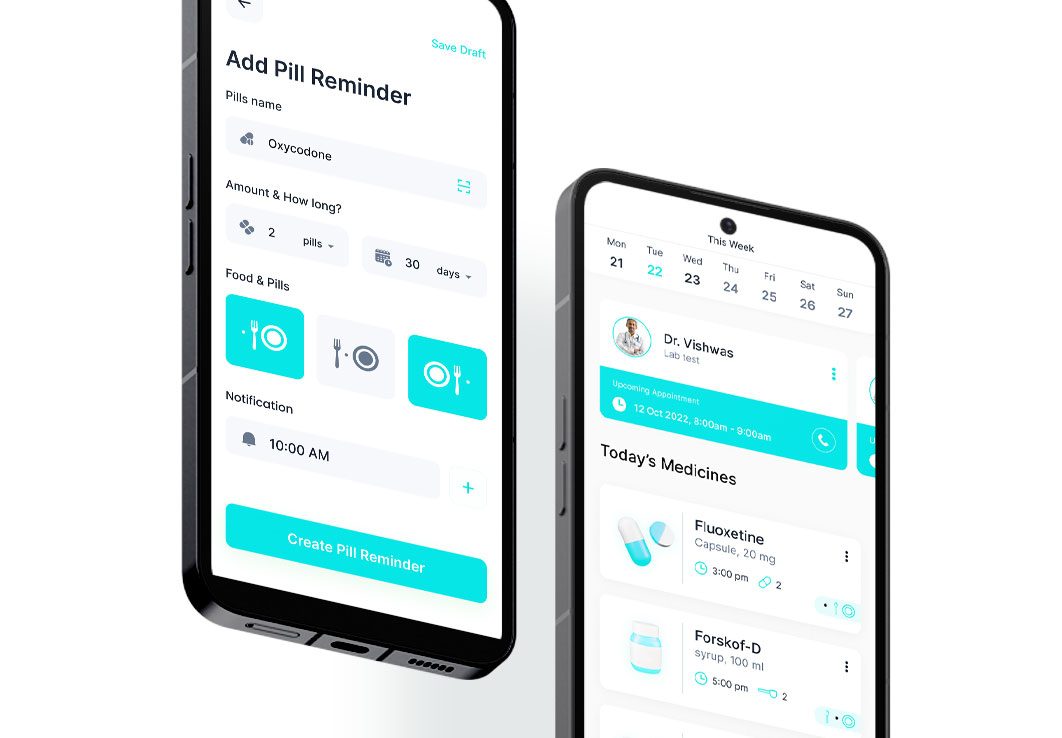 Save Draft
Add Pill Reminder
Pills name
Oxycodone
Amount & How long?
2 pills
30 days
Food & Pills
Notification
10:00 AM
+
Create Pill Reminder
This Week
Mon Tue Wed Thu Fri Sat Sun
21 22 23 24 25 26 27
Dr. Vishwas
Lab test
Upcoming Appointment
12 Oct 2022, 8:00am - 9:00am
Today's Medicines
Fluoxetine
Capsule, 20 mg
3:00 pm 2
Forskof-D
syrup, 100 ml
5:00 pm 2